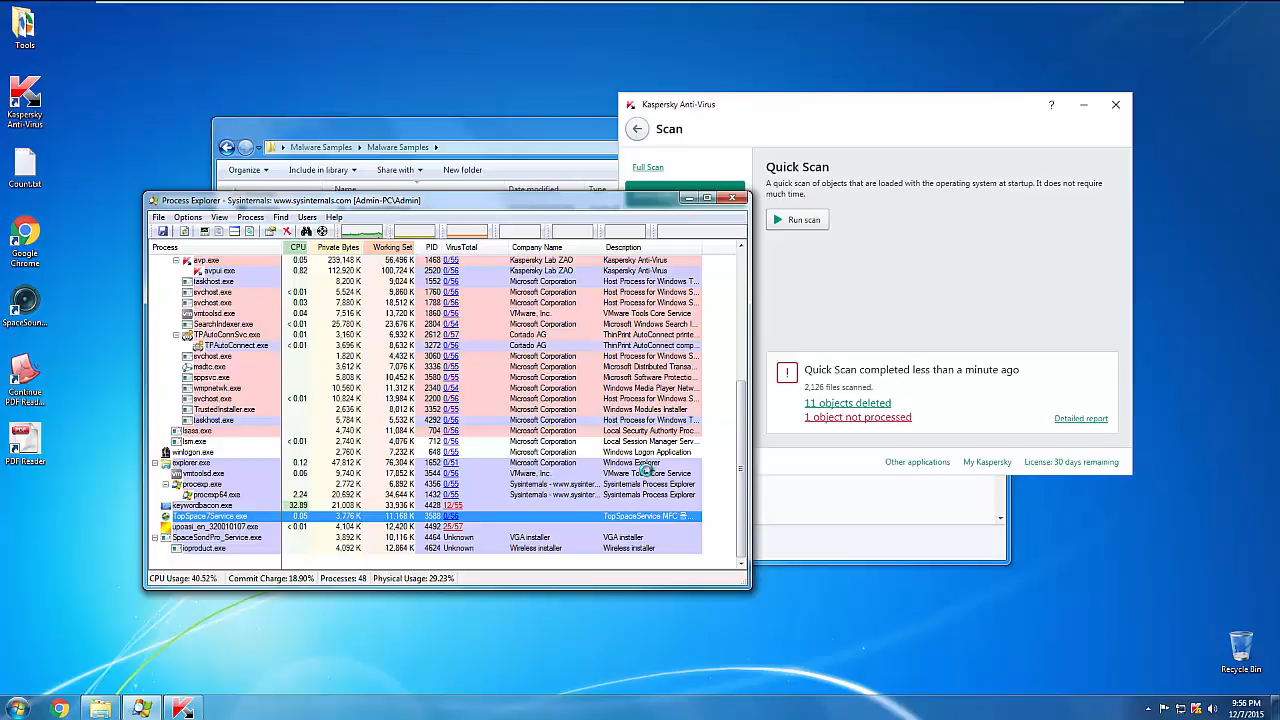 Tools
Kaspersky
Anti-Virus
Count.txt
Google
Chrome
SpaceSoun...
Continue
PDF Read...
PDF Reader
Recycle Bin
Malware Samples
Malware Samples
Organize
Include in library
Share with
New folder
Name
Date modified
Type
Kaspersky Anti-Virus
?
Scan
Full Scan
Quick Scan
A quick scan of objects that are loaded with the operating system at startup. It does not require
much time.
Run scan
Quick Scan completed less than a minute ago
2,126 files scanned.
11 objects deleted
1 object not processed
Detailed report
Other applications My Kaspersky License: 30 days remaining
Process Explorer - Sysinternals: www.sysinternals.com [Admin-PC\Admin]
File Options View Process Find Users Help
Process CPU Private Bytes Working Set PID VirusTotal Company Name Description
avp.exe 0.05 239,148 K 56,496 K 1468 0/55 Kaspersky Lab ZAO Kaspersky Anti-Virus
avpui.exe 0.82 112,920 K 100,724 K 2520 0/56 Kaspersky Lab ZAO Kaspersky Anti-Virus
taskhost.exe 8,200 K 9,024 K 1552 0/56 Microsoft Corporation Host Process for Windows T...
svchost.exe < 0.01 5,524 K 9,860 K 1760 0/56 Microsoft Corporation Host Process for Windows S...
svchost.exe 0.03 7,880 K 18,512 K 1788 0/56 Microsoft Corporation Host Process for Windows S...
vmtoolsd.exe 0.04 7,516 K 13,720 K 1860 0/56 VMware, Inc. VMware Tools Core Service
SearchIndexer.exe < 0.01 25,780 K 23,676 K 2804 0/54 Microsoft Corporation Microsoft Windows Search I...
TPAutoConnSvc.exe < 0.01 3,160 K 9,008 K 2612 0/57 Cortado AG ThinPrint AutoConnect printe...
TPAutoConnect.exe < 0.01 3,696 K 8,632 K 3272 0/56 Cortado AG ThinPrint AutoConnect comp...
svchost.exe 1,820 K 4,432 K 3060 0/56 Microsoft Corporation Host Process for Windows S...
msdtc.exe 3,612 K 7,076 K 3336 0/55 Microsoft Corporation Microsoft Distributed Transa...
sppsvc.exe 5,808 K 10,452 K 3580 0/55 Microsoft Corporation Microsoft Software Protectio...
wmpnetwk.exe 10,560 K 11,312 K 2340 0/54 Microsoft Corporation Windows Media Player Netw...
svchost.exe < 0.01 10,824 K 13,984 K 2200 0/56 Microsoft Corporation Host Process for Windows S...
TrustedInstaller.exe 2,636 K 8,012 K 3352 0/55 Microsoft Corporation Windows Modules Installer
taskhost.exe 5,740 K 5,128 K 4292 0/56 Microsoft Corporation Host Process for Windows T...
lsass.exe 4,740 K 11,084 K 704 0/56 Microsoft Corporation Local Security Authority Proc...
lsm.exe < 0.01 2,740 K 4,076 K 712 0/56 Microsoft Corporation Local Session Manager Serv...
winlogon.exe 2,760 K 7,232 K 648 0/55 Microsoft Corporation Windows Logon Application
explorer.exe 0.12 47,812 K 76,304 K 1652 0/51 Microsoft Corporation Windows Explorer
vmtoolsd.exe 0.06 9,740 K 17,352 K 3544 0/56 VMware, Inc. VMware Tools Core Service
procexp.exe 2,772 K 6,892 K 4356 0/55 Sysinternals - www.sysinter... Sysinternals Process Explorer
procexp64.exe 2.24 20,692 K 34,644 K 1432 0/55 Sysinternals - www.sysinter... Sysinternals Process Explorer
keywordbacon.exe 32.89 21,008 K 33,936 K 4428 12/55
TopSpace7Service.exe 0.05 3,776 K 11,168 K 3588 0/56 TopSpaceService MFC 응...
upoasi_en_320010107.exe < 0.01 4,104 K 12,420 K 4492 25/57
SpaceSondPro_Service.exe 3,892 K 10,116 K 4464 Unknown VGA installer VGA installer
ioproduct.exe 4,092 K 12,864 K 4624 Unknown Wireless installer Wireless installer
CPU Usage: 40.52% Commit Charge: 18.90% Processes: 48 Physical Usage: 29.23%
9:56 PM
12/7/2015